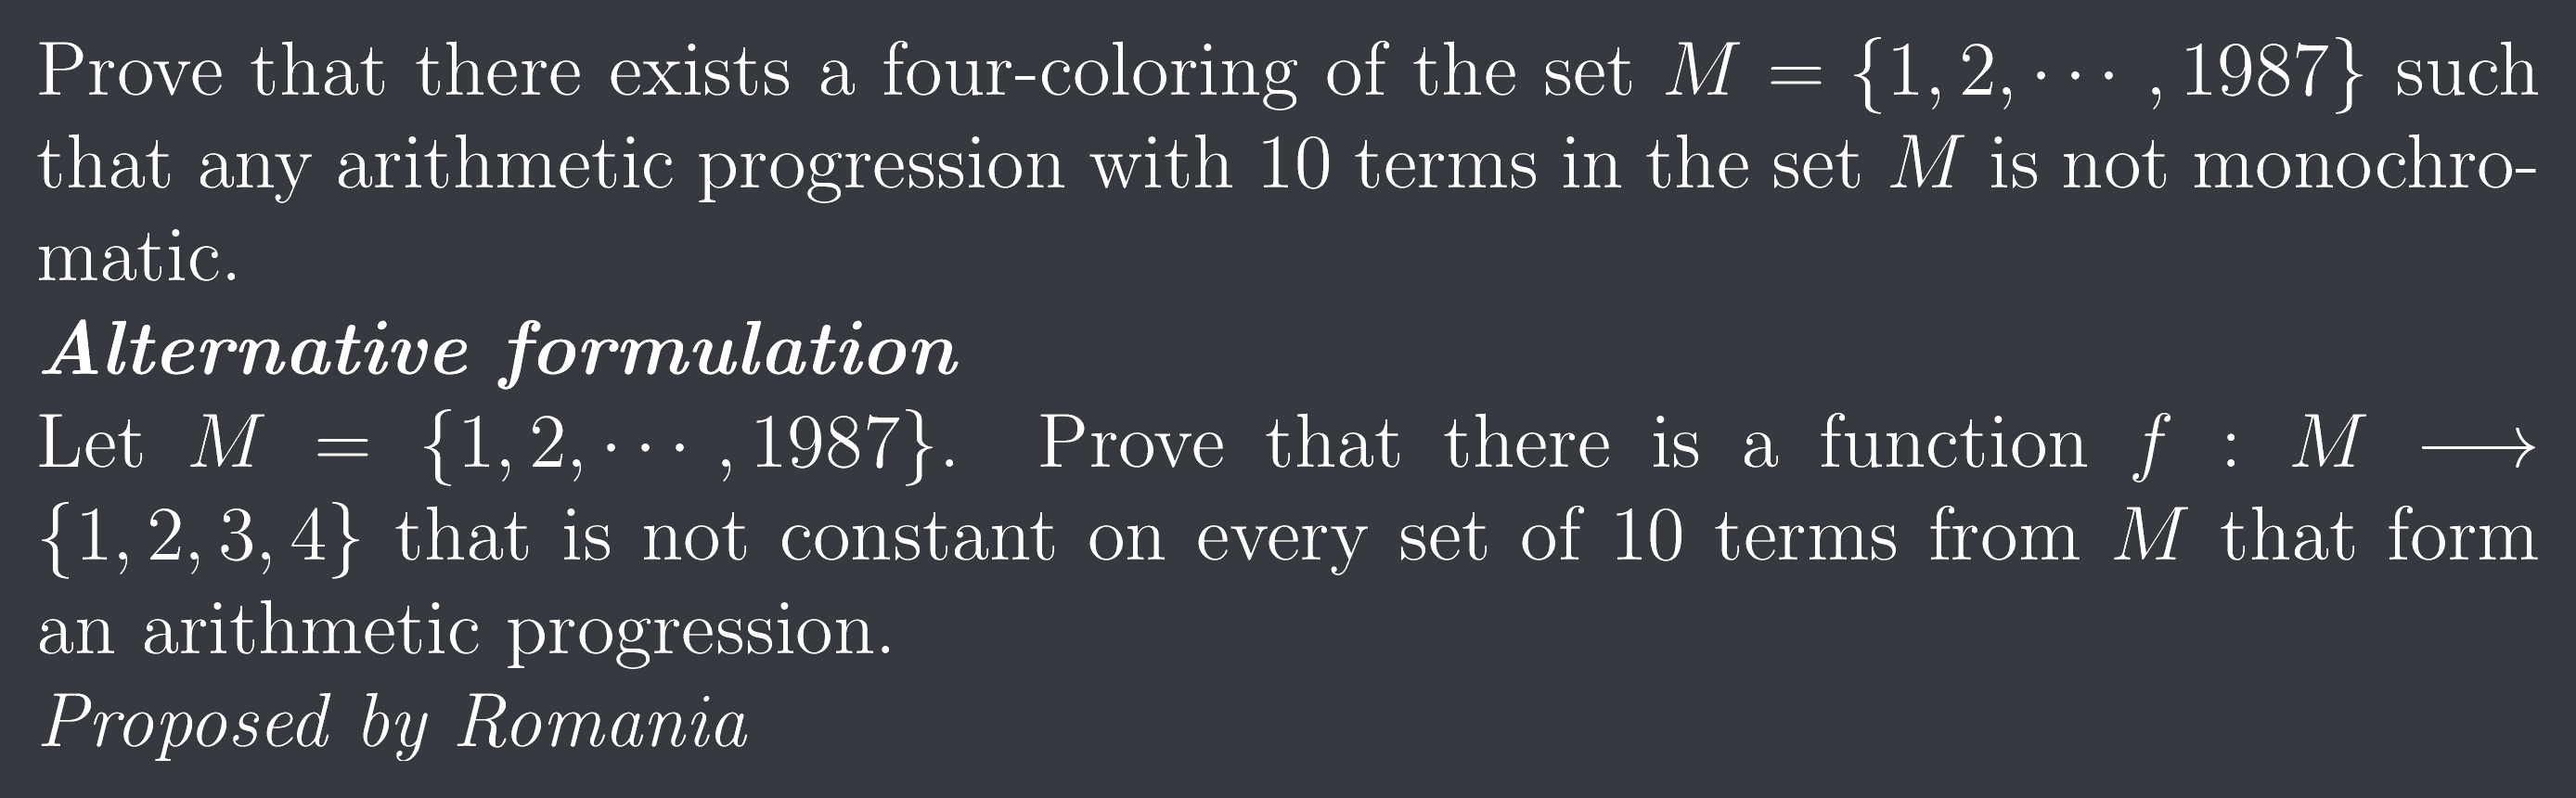 Prove that there exists a four-coloring of the set $M = \{1, 2, \cdots, 1987\}$ such
that any arithmetic progression with 10 terms in the set $M$ is not monochro-
matic.
Alternative formulation
Let $M = \{1, 2, \cdots, 1987\}$. Prove that there is a function $f : M \longrightarrow$
$\{1, 2, 3, 4\}$ that is not constant on every set of 10 terms from $M$ that form
an arithmetic progression.
Proposed by Romania